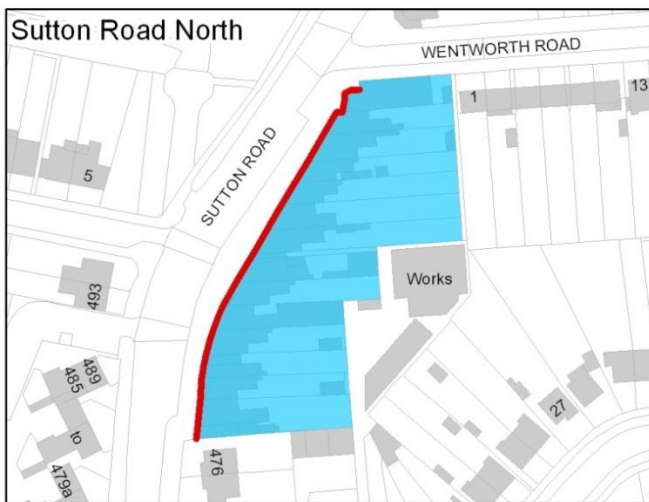 Sutton Road North
WENTWORTH ROAD
1
13
SUTTON ROAD
5
Works
493
489
485
to
479a
476
27